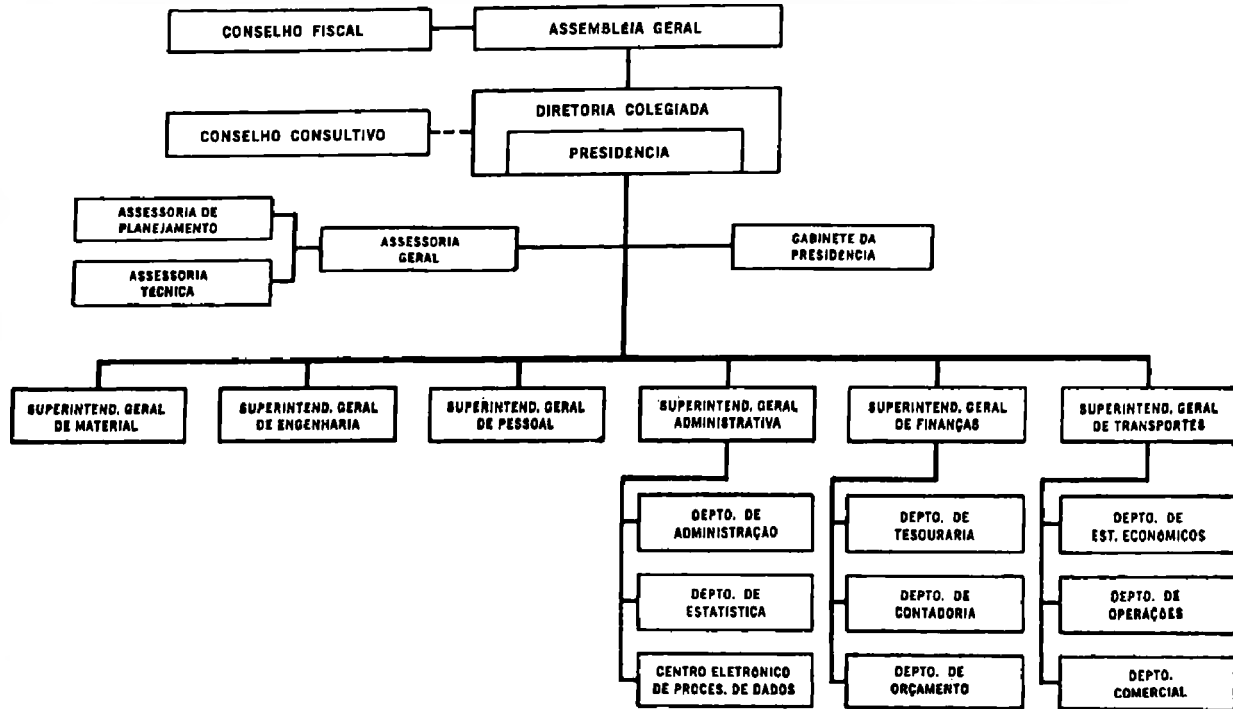 CONSELHO FISCAL
ASSEMBLEIA GERAL
DIRETORIA COLEGIADA
CONSELHO CONSULTIVO
PRESIDENCIA
ASSESSORIA DE
PLANEJAMENTO
ASSESSORIA
GERAL
GABINETE DA
PRESIDENCIA
ASSESSORIA
TECNICA
SUPERINTEND. GERAL
DE MATERIAL
SUPERINTEND. GERAL
DE ENGENHARIA
SUPERINTEND. GERAL
DE PESSOAL
SUPERINTEND. GERAL
ADMINISTRATIVA
SUPERINTEND. GERAL
DE FINANÇAS
SUPERINTEND. GERAL
DE TRANSPORTES
DEPTO. DE
ADMINISTRAÇÃO
DEPTO. DE
TESOURARIA
DEPTO. DE
EST. ECONÔMICOS
DEPTO. DE
ESTATISTICA
DEPTO. DE
CONTADORIA
DEPTO. DE
OPERAÇÕES
CENTRO ELETRONICO
DE PROCES. DE DADOS
DEPTO. DE
ORÇAMENTO
DEPTO.
COMERCIAL